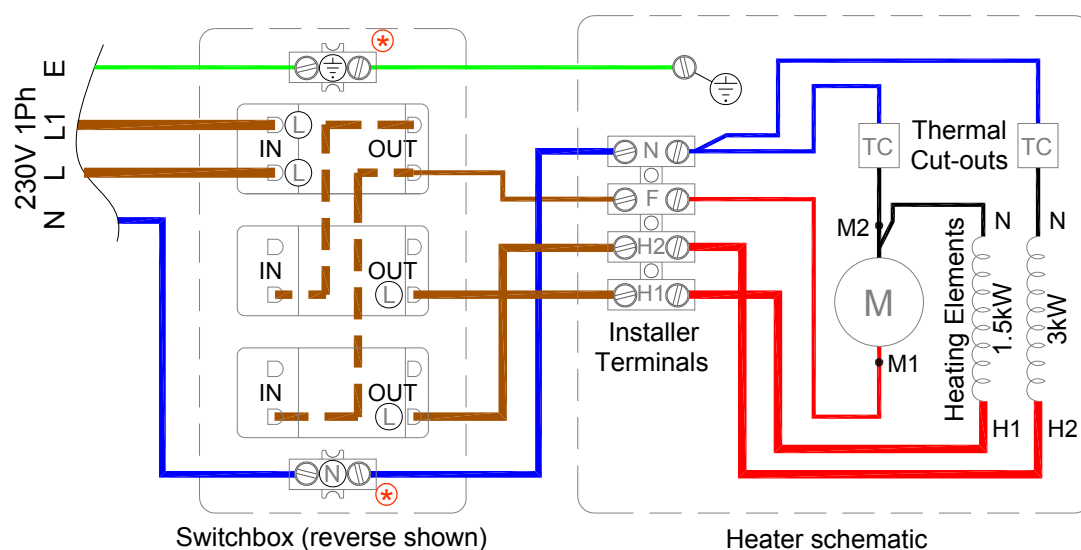 230V 1Ph
E
L1
L
N
*
L
IN
OUT
L
IN
OUT
L
IN
OUT
L
N
*
Switchbox (reverse shown)
N
F
H2
H1
Installer
Terminals
TC
Thermal
Cut-outs
TC
M2
M
M1
Heating Elements
N
1.5kW
N
3kW
H1
H2
Heater schematic